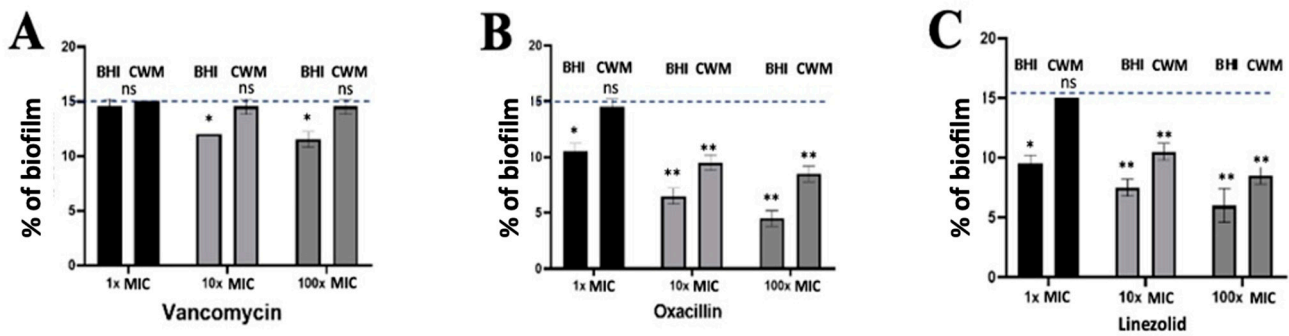 A
20
15
10
5
0
% of biofilm
BHI CWM BHI CWM BHI CWM
ns ns ns
* *
1x MIC 10x MIC 100x MIC
Vancomycin
B
20
15
10
5
0
% of biofilm
BHI CWM BHI CWM BHI CWM
ns
* ** ** ** **
1x MIC 10x MIC 100x MIC
Oxacillin
C
20
15
10
5
0
% of biofilm
BHI CWM BHI CWM BHI CWM
ns
* ** ** ** **
1x MIC 10x MIC 100x MIC
Linezolid